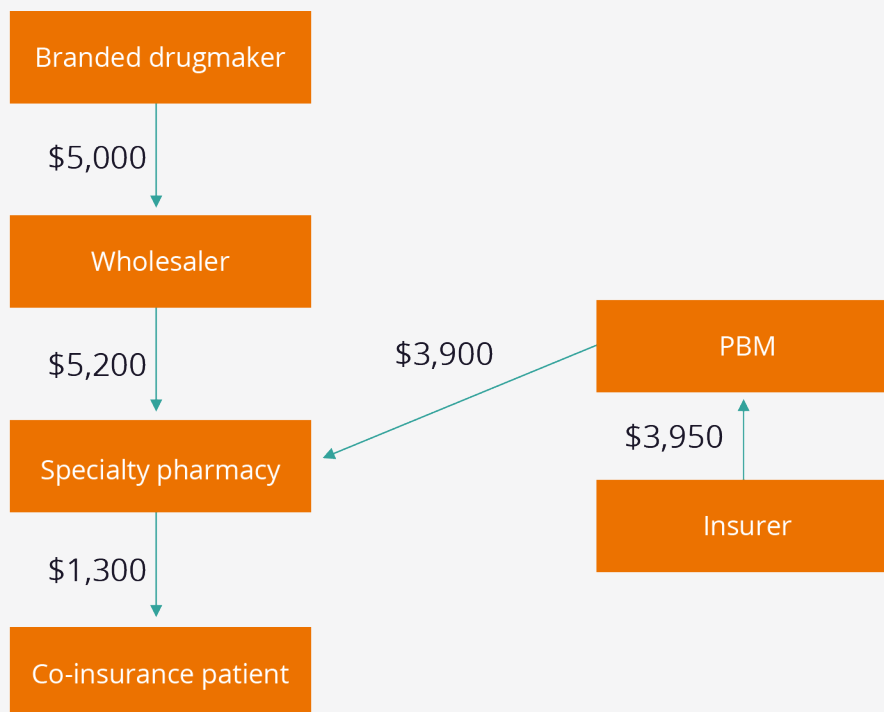 Branded drugmaker
$5,000
Wholesaler
$5,200
$3,900
PBM
$3,950
Specialty pharmacy
Insurer
$1,300
Co-insurance patient